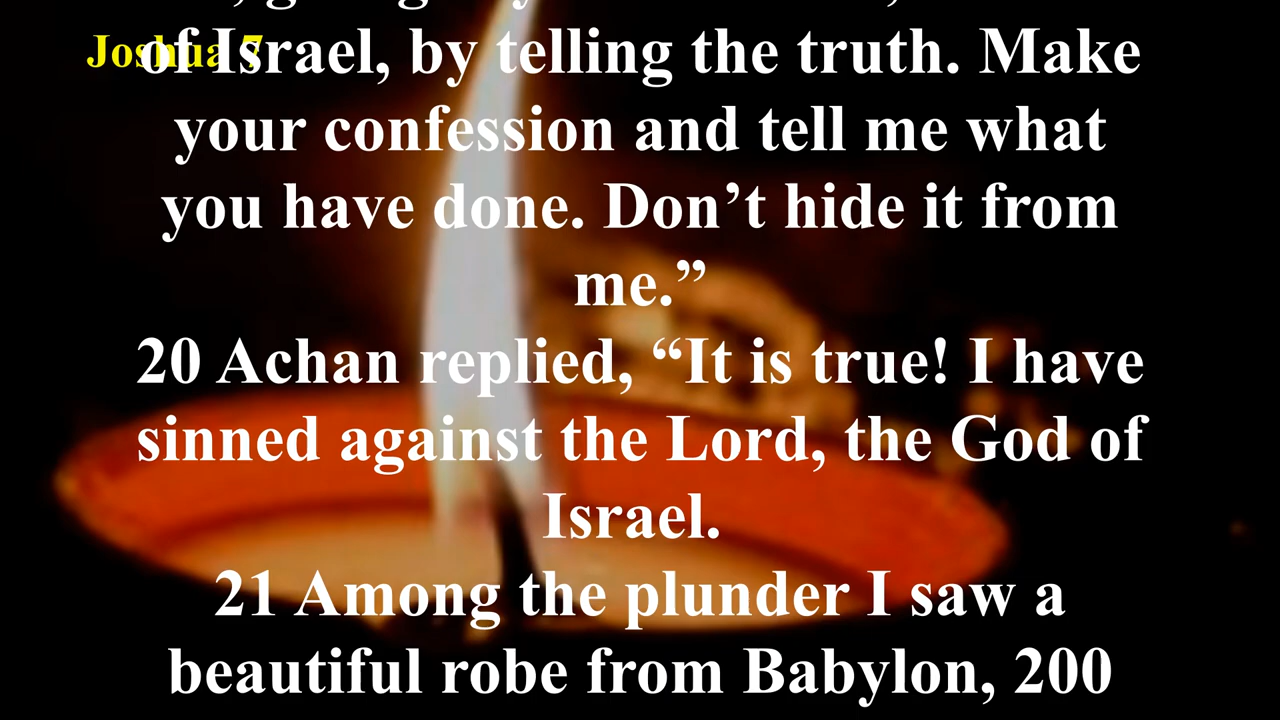 Joshua 7
of Israel, by telling the truth. Make
your confession and tell me what
you have done. Don’t hide it from
me.”
20 Achan replied, “It is true! I have
sinned against the Lord, the God of
Israel.
21 Among the plunder I saw a
beautiful robe from Babylon, 200